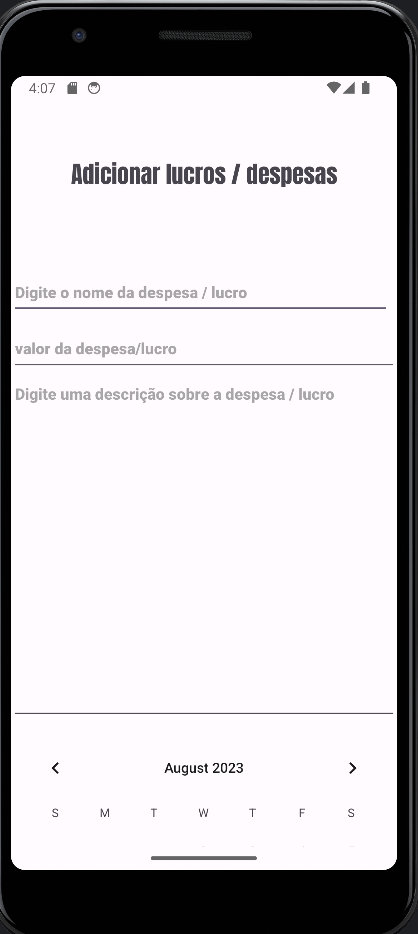 4:07
Adicionar lucros / despesas
Digite o nome da despesa / lucro
valor da despesa/lucro
Digite uma descrição sobre a despesa / lucro
August 2023
S M T W T F S